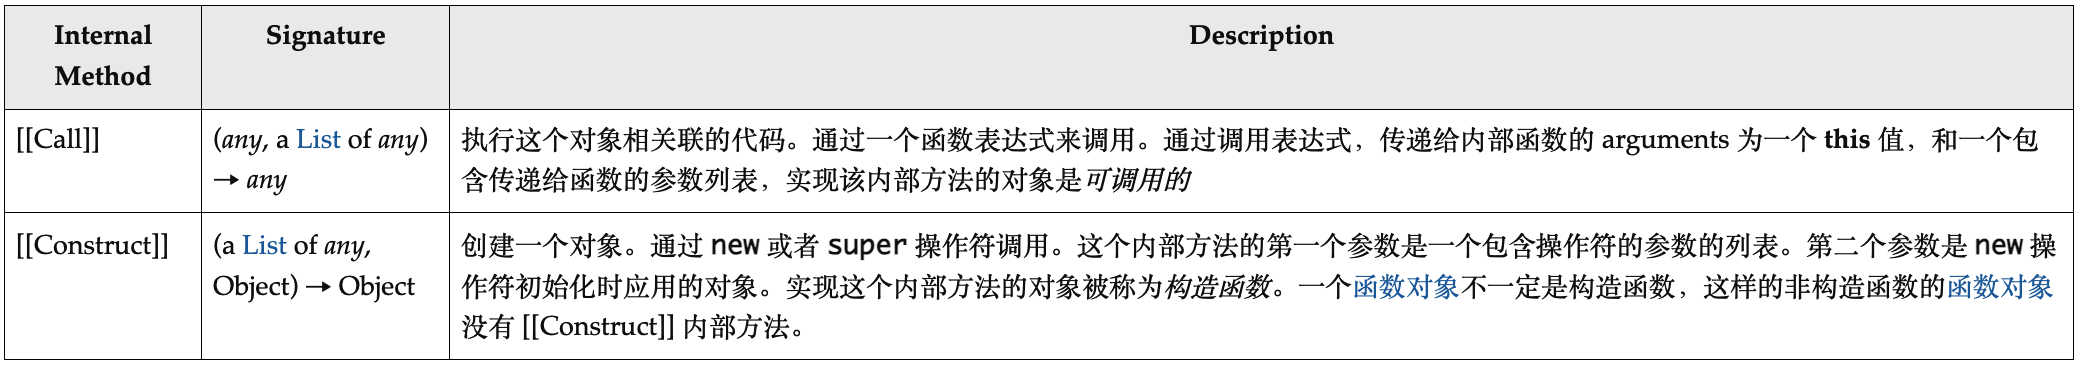 Internal Method
Signature
Description
[[Call]]
(any, a List of any)
→ any
执行这个对象相关联的代码。通过一个函数表达式来调用。通过调用表达式，传递给内部函数的 arguments 为一个 this 值，和一个包
含传递给函数的参数列表，实现该内部方法的对象是可调用的
[[Construct]]
(a List of any,
Object) → Object
创建一个对象。通过 new 或者 super 操作符调用。这个内部方法的第一个参数是一个包含操作符的参数的列表。第二个参数是 new 操
作符初始化时应用的对象。实现这个内部方法的对象被称为构造函数。一个函数对象不一定是构造函数，这样的非构造函数的函数对象
没有 [[Construct]] 内部方法。